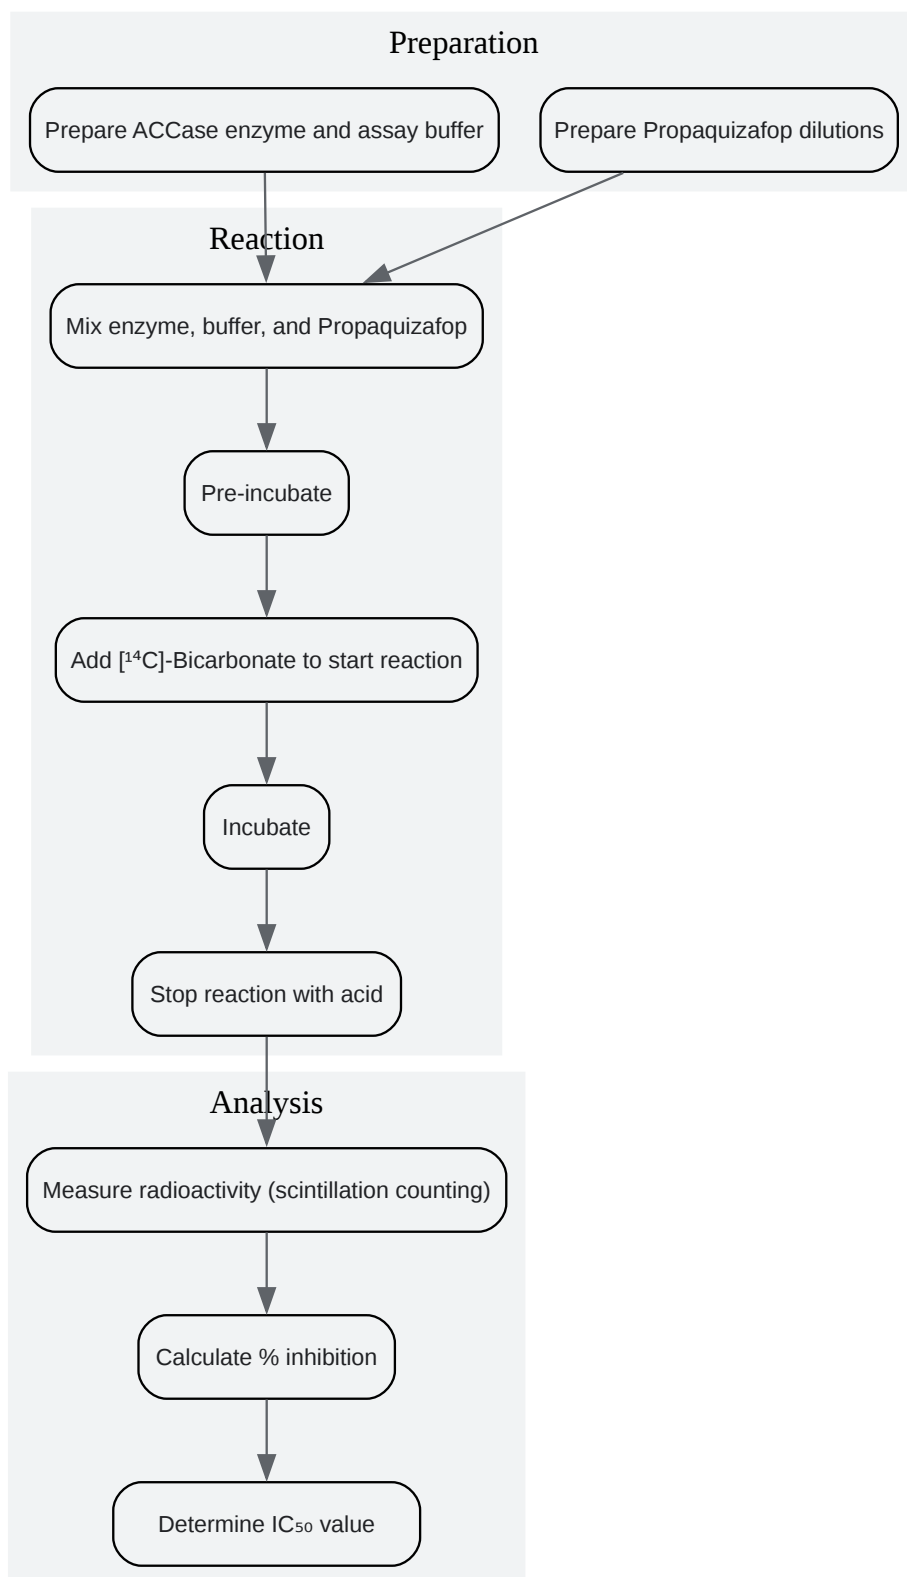 Preparation
Prepare ACCase enzyme and assay buffer
Prepare Propaquizafop dilutions
Reaction
Mix enzyme, buffer, and Propaquizafop
Pre-incubate
Add [¹⁴C]-Bicarbonate to start reaction
Incubate
Stop reaction with acid
Analysis
Measure radioactivity (scintillation counting)
Calculate % inhibition
Determine IC₅₀ value